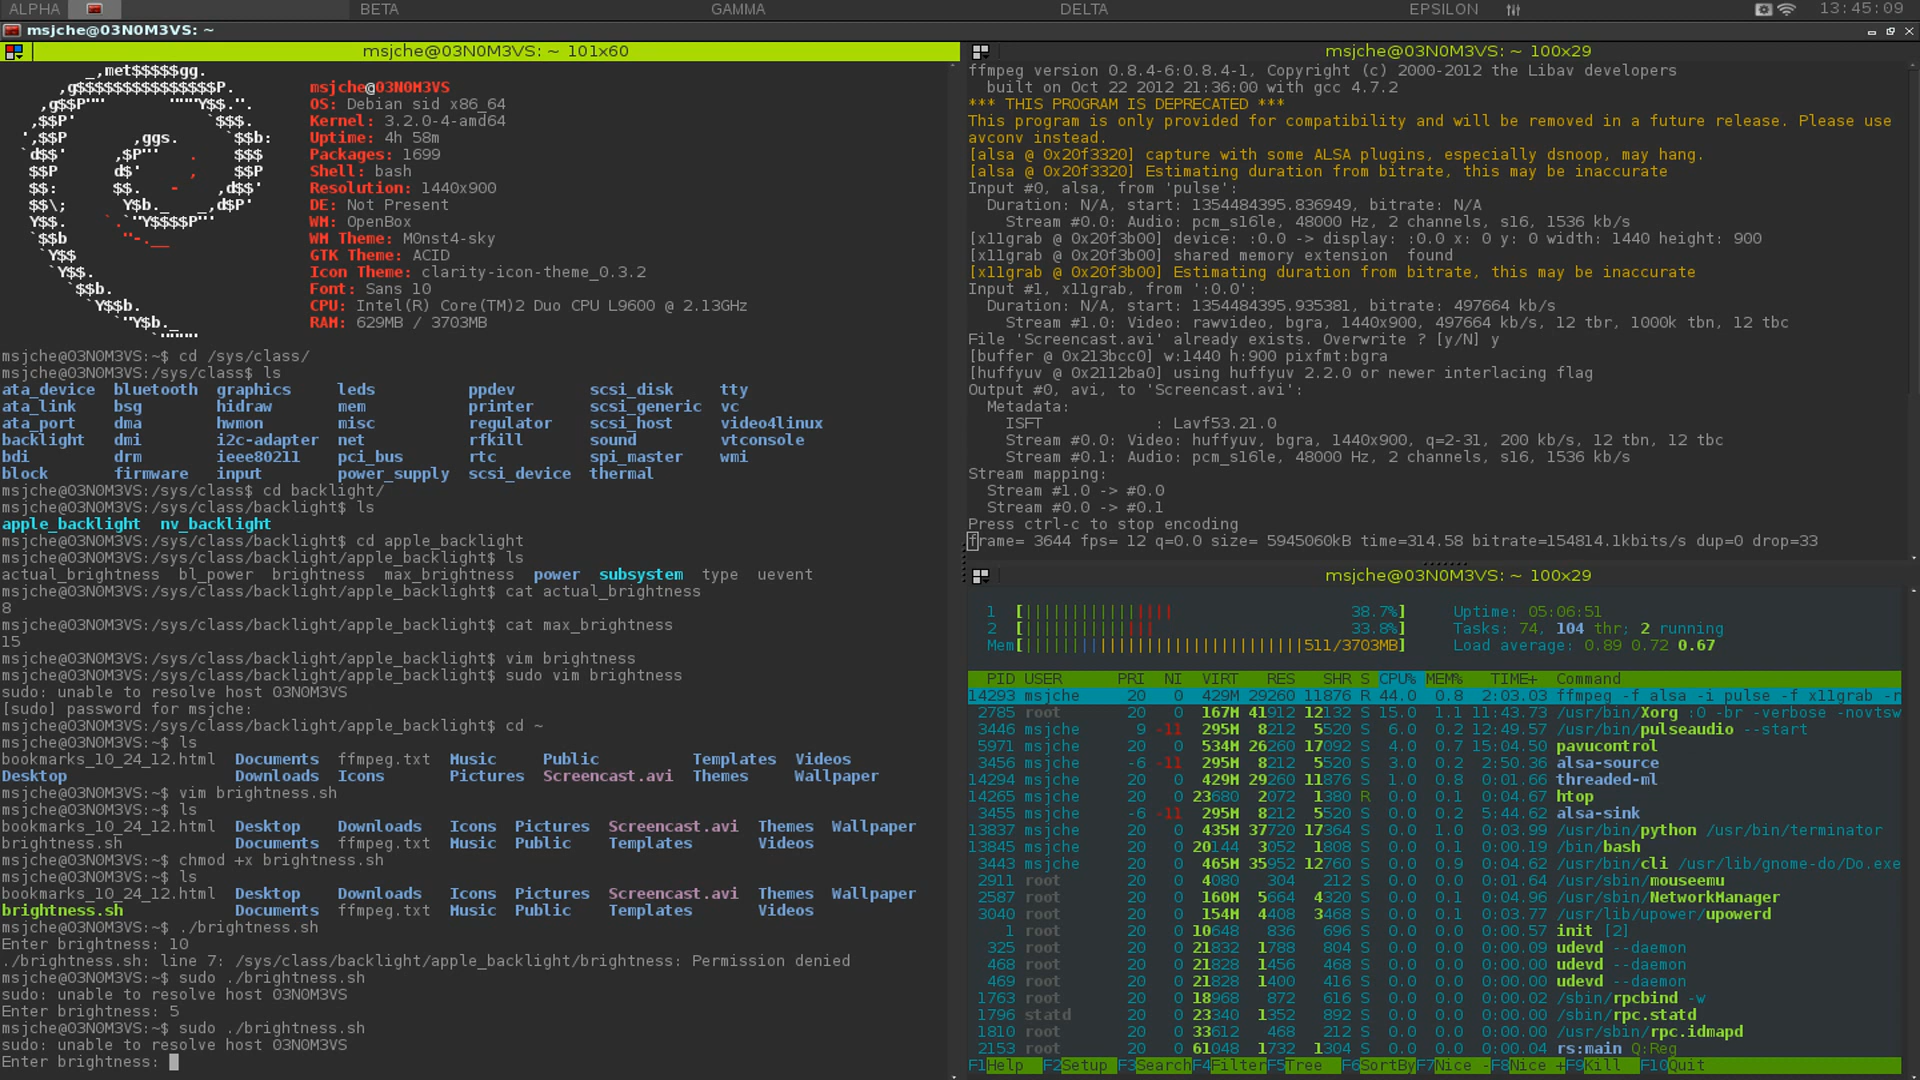 ALPHA BETA GAMMA DELTA EPSILON 13:45:09
msjche@03N0M3VS: ~
msjche@03N0M3VS: ~ 101x60
_,met$$$$$gg.
,g$$$$$$$$$$$$$$$P.
,g$$P"" """Y$$.".
,$$P' `$$$.
',$$P ,ggs. `$$b:
`d$$' ,$P"' . $$$
$$P d$' , $$P
$$: $$. - ,d$$'
$$\; Y$b._ _,d$P'
Y$$. `.`"Y$$$$P"'
`$$b "-.__
`Y$$
`Y$$.
`$$b.
`Y$$b.
`"Y$b._
`""""
msjche@03N0M3VS
OS: Debian sid x86_64
Kernel: 3.2.0-4-amd64
Uptime: 4h 58m
Packages: 1699
Shell: bash
Resolution: 1440x900
DE: Not Present
WM: OpenBox
WM Theme: M0nst4-sky
GTK Theme: ACID
Icon Theme: clarity-icon-theme_0.3.2
Font: Sans 10
CPU: Intel(R) Core(TM)2 Duo CPU L9600 @ 2.13GHz
RAM: 629MB / 3703MB
msjche@03N0M3VS:~$ cd /sys/class/
msjche@03N0M3VS:/sys/class$ ls
ata_device bluetooth graphics leds ppdev scsi_disk tty
ata_link bsg hidraw mem printer scsi_generic vc
ata_port dma hwmon misc regulator scsi_host video4linux
backlight dmi i2c-adapter net rfkill sound vtconsole
bdi drm ieee80211 pci_bus rtc spi_master wmi
block firmware input power_supply scsi_device thermal
msjche@03N0M3VS:/sys/class$ cd backlight/
msjche@03N0M3VS:/sys/class/backlight$ ls
apple_backlight nv_backlight
msjche@03N0M3VS:/sys/class/backlight$ cd apple_backlight
msjche@03N0M3VS:/sys/class/backlight/apple_backlight$ ls
actual_brightness bl_power brightness max_brightness power subsystem type uevent
msjche@03N0M3VS:/sys/class/backlight/apple_backlight$ cat actual_brightness
8
msjche@03N0M3VS:/sys/class/backlight/apple_backlight$ cat max_brightness
15
msjche@03N0M3VS:/sys/class/backlight/apple_backlight$ vim brightness
msjche@03N0M3VS:/sys/class/backlight/apple_backlight$ sudo vim brightness
sudo: unable to resolve host 03N0M3VS
[sudo] password for msjche:
msjche@03N0M3VS:/sys/class/backlight/apple_backlight$ cd ~
msjche@03N0M3VS:~$ ls
bookmarks_10_24_12.html Documents ffmpeg.txt Music Public Templates Videos
Desktop Downloads Icons Pictures Screencast.avi Themes Wallpaper
msjche@03N0M3VS:~$ vim brightness.sh
msjche@03N0M3VS:~$ ls
bookmarks_10_24_12.html Desktop Downloads Icons Pictures Screencast.avi Themes Wallpaper
brightness.sh Documents ffmpeg.txt Music Public Templates Videos
msjche@03N0M3VS:~$ chmod +x brightness.sh
msjche@03N0M3VS:~$ ls
bookmarks_10_24_12.html Desktop Downloads Icons Pictures Screencast.avi Themes Wallpaper
brightness.sh Documents ffmpeg.txt Music Public Templates Videos
msjche@03N0M3VS:~$ ./brightness.sh
Enter brightness: 10
./brightness.sh: line 7: /sys/class/backlight/apple_backlight/brightness: Permission denied
msjche@03N0M3VS:~$ sudo ./brightness.sh
sudo: unable to resolve host 03N0M3VS
Enter brightness: 5
msjche@03N0M3VS:~$ sudo ./brightness.sh
sudo: unable to resolve host 03N0M3VS
Enter brightness:
msjche@03N0M3VS: ~ 100x29
ffmpeg version 0.8.4-6:0.8.4-1, Copyright (c) 2000-2012 the Libav developers
built on Oct 22 2012 21:36:00 with gcc 4.7.2
*** THIS PROGRAM IS DEPRECATED ***
This program is only provided for compatibility and will be removed in a future release. Please use
avconv instead.
[alsa @ 0x20f3320] capture with some ALSA plugins, especially dsnoop, may hang.
[alsa @ 0x20f3320] Estimating duration from bitrate, this may be inaccurate
Input #0, alsa, from 'pulse':
Duration: N/A, start: 1354484395.836949, bitrate: N/A
Stream #0.0: Audio: pcm_s16le, 48000 Hz, 2 channels, s16, 1536 kb/s
[x11grab @ 0x20f3b00] device: :0.0 -> display: :0.0 x: 0 y: 0 width: 1440 height: 900
[x11grab @ 0x20f3b00] shared memory extension found
[x11grab @ 0x20f3b00] Estimating duration from bitrate, this may be inaccurate
Input #1, x11grab, from ':0.0':
Duration: N/A, start: 1354484395.935381, bitrate: 497664 kb/s
Stream #1.0: Video: rawvideo, bgra, 1440x900, 497664 kb/s, 12 tbr, 1000k tbn, 12 tbc
File 'Screencast.avi' already exists. Overwrite ? [y/N] y
[buffer @ 0x213bcc0] w:1440 h:900 pixfmt:bgra
[huffyuv @ 0x2112ba0] using huffyuv 2.2.0 or newer interlacing flag
Output #0, avi, to 'Screencast.avi':
Metadata:
ISFT : Lavf53.21.0
Stream #0.0: Video: huffyuv, bgra, 1440x900, q=2-31, 200 kb/s, 12 tbn, 12 tbc
Stream #0.1: Audio: pcm_s16le, 48000 Hz, 2 channels, s16, 1536 kb/s
Stream mapping:
Stream #1.0 -> #0.0
Stream #0.0 -> #0.1
Press ctrl-c to stop encoding
frame= 3644 fps= 12 q=0.0 size= 5945060kB time=314.58 bitrate=154814.1kbits/s dup=0 drop=33
msjche@03N0M3VS: ~ 100x29
1 [||||||||||||||||| 38.7%] Uptime: 05:06:51
2 [||||||||||||||| 33.8%] Tasks: 74, 104 thr; 2 running
Mem[||||||||||||||||||||||||||||||511/3703MB] Load average: 0.89 0.72 0.67
PID USER PRI NI VIRT RES SHR S CPU% MEM% TIME+ Command
14293 msjche 20 0 429M 29260 11876 R 44.0 0.8 2:03.03 ffmpeg -f alsa -i pulse -f x11grab -r
2785 root 20 0 167M 41912 12132 S 15.0 1.1 11:43.73 /usr/bin/Xorg :0 -br -verbose -novtsw
3446 msjche 9 -11 295M 8212 5520 S 6.0 0.2 12:49.57 /usr/bin/pulseaudio --start
5971 msjche 20 0 534M 26260 17092 S 4.0 0.7 15:04.50 pavucontrol
3456 msjche -6 -11 295M 8212 5520 S 3.0 0.2 2:50.36 alsa-source
14294 msjche 20 0 429M 29260 11876 S 1.0 0.8 0:01.66 threaded-ml
14265 msjche 20 0 23680 2072 1380 R 0.0 0.1 0:04.67 htop
3455 msjche -6 -11 295M 8212 5520 S 0.0 0.2 5:44.62 alsa-sink
13837 msjche 20 0 435M 37720 17364 S 0.0 1.0 0:03.99 /usr/bin/python /usr/bin/terminator
13845 msjche 20 0 20144 3052 1808 S 0.0 0.1 0:00.19 /bin/bash
3443 msjche 20 0 465M 35952 12760 S 0.0 0.9 0:04.62 /usr/bin/cli /usr/lib/gnome-do/Do.exe
2911 root 20 0 4080 304 212 S 0.0 0.0 0:01.64 /usr/sbin/mouseemu
2587 root 20 0 160M 5664 4320 S 0.0 0.1 0:04.96 /usr/sbin/NetworkManager
3040 root 20 0 154M 4408 3468 S 0.0 0.1 0:03.77 /usr/lib/upower/upowerd
1 root 20 0 10648 836 696 S 0.0 0.0 0:00.57 init [2]
325 root 20 0 21832 1788 804 S 0.0 0.0 0:00.09 udevd --daemon
468 root 20 0 21828 1456 468 S 0.0 0.0 0:00.00 udevd --daemon
469 root 20 0 21828 1400 416 S 0.0 0.0 0:00.00 udevd --daemon
1763 root 20 0 18968 872 616 S 0.0 0.0 0:00.02 /sbin/rpcbind -w
1796 statd 20 0 23340 1352 892 S 0.0 0.0 0:00.00 /sbin/rpc.statd
1810 root 20 0 33612 468 212 S 0.0 0.0 0:00.00 /usr/sbin/rpc.idmapd
2153 root 20 0 61048 1732 1304 S 0.0 0.0 0:00.04 rs:main Q:Reg
F1Help F2Setup F3SearchF4FilterF5Tree F6SortByF7Nice -F8Nice +F9Kill F10Quit